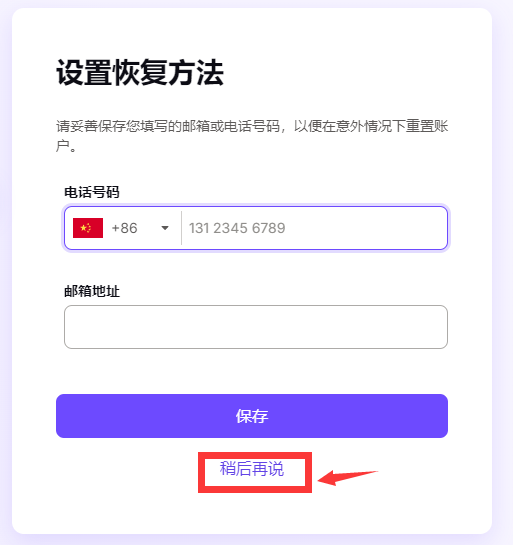 设置恢复方法
请妥善保存您填写的邮箱或电话号码，以便在意外情况下重置账
户。
电话号码
+86 131 2345 6789
邮箱地址
保存
稍后再说